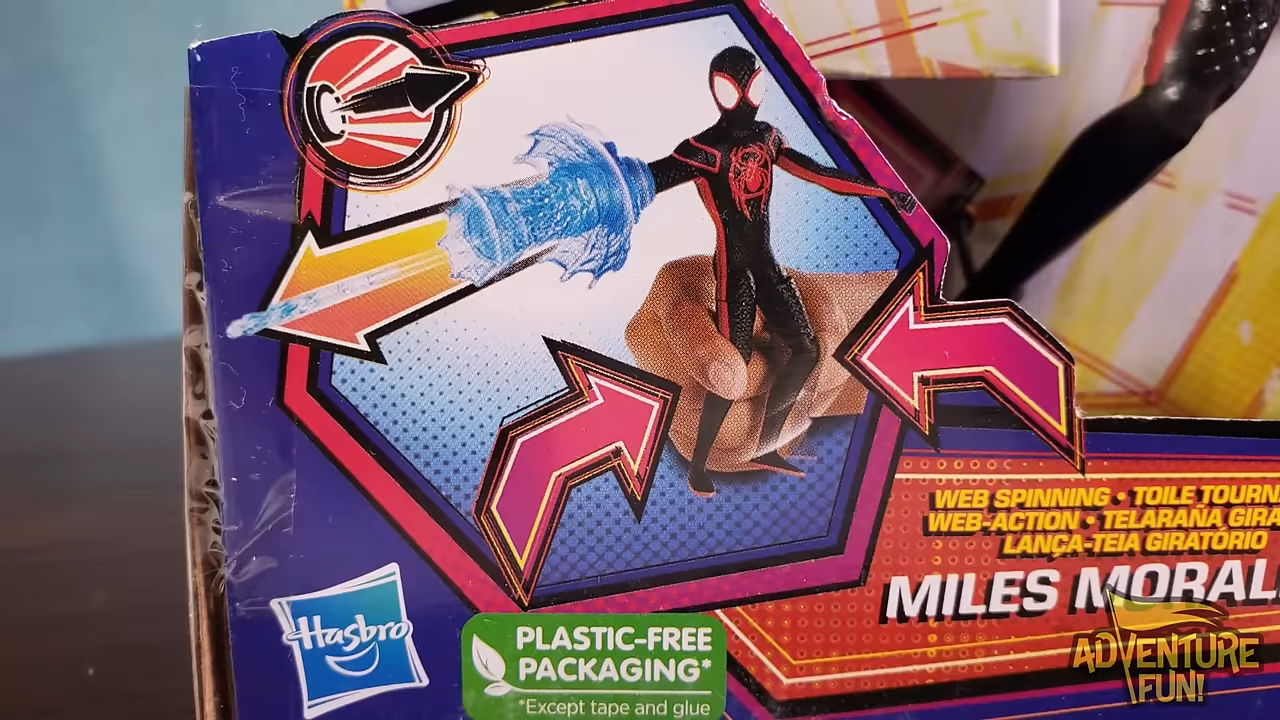 WEB SPINNING • TOILE TOURN
WEB-ACTION • TELARAÑA GIRA
LANÇA-TEIA GIRATÓRIO
MILES MORAL
Hasbro
PLASTIC-FREE
PACKAGING*
*Except tape and glue
ADVENTURE
FUN!